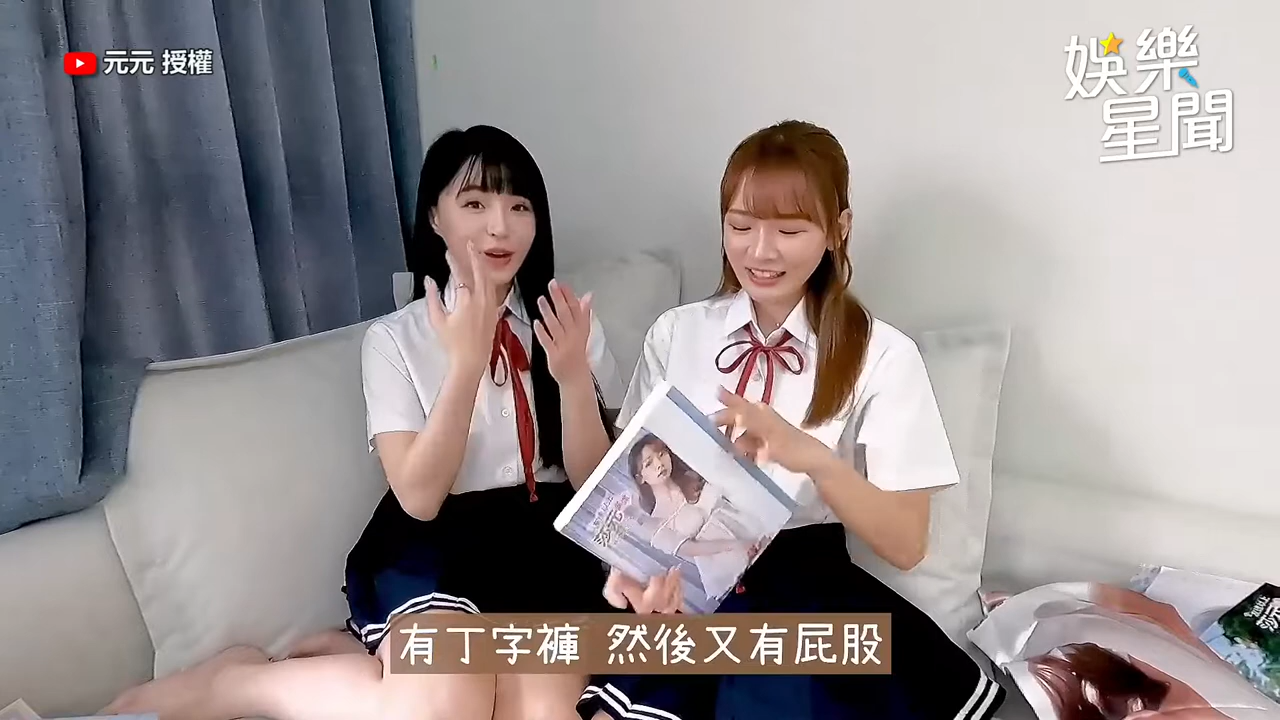 元元 授權
娛樂
星聞
有丁字褲 然後又有屁股